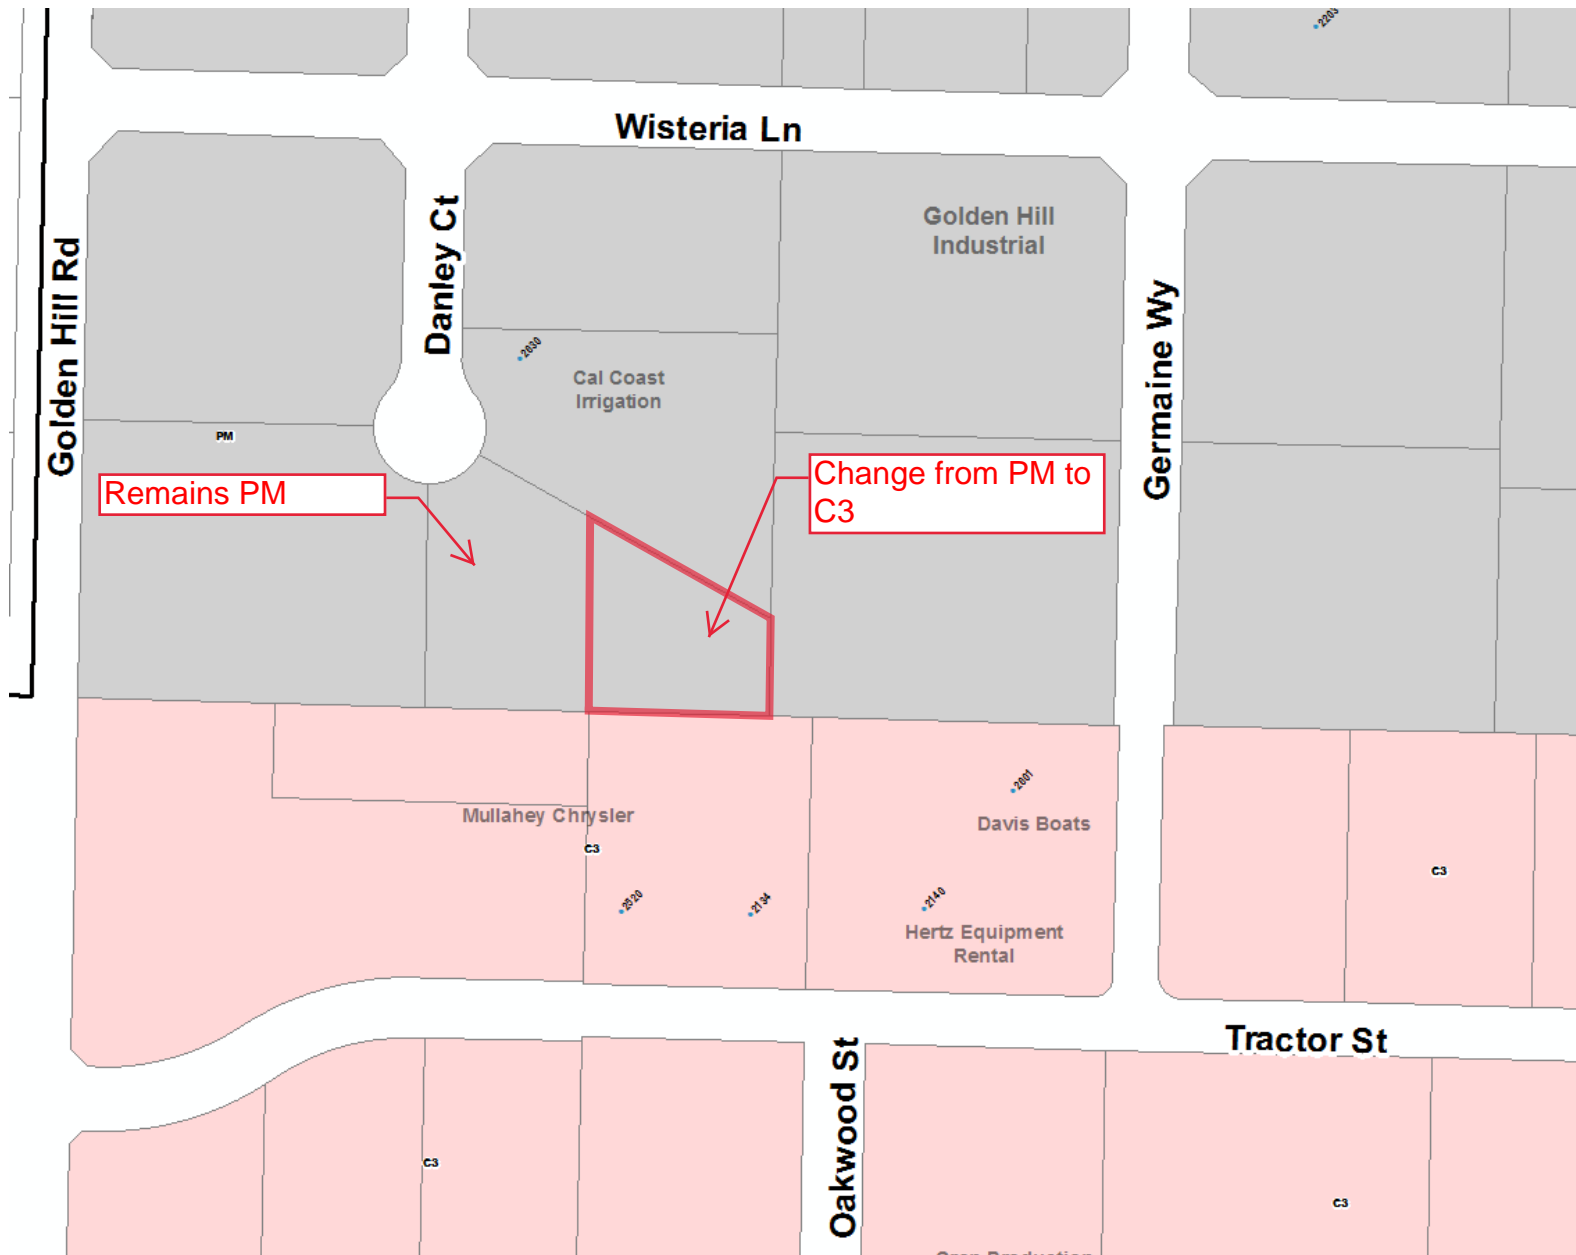 2203
Wisteria Ln
Golden Hill
Industrial
Danley Ct
Golden Hill Rd
Germaine Wy
2030
Cal Coast
Irrigation
PM
Remains PM
Change from PM to
C3
2001
Mullahey Chrysler
Davis Boats
C3
C3
2520
2134
2140
Hertz Equipment
Rental
Tractor St
Oakwood St
C3
C3
Crop Production